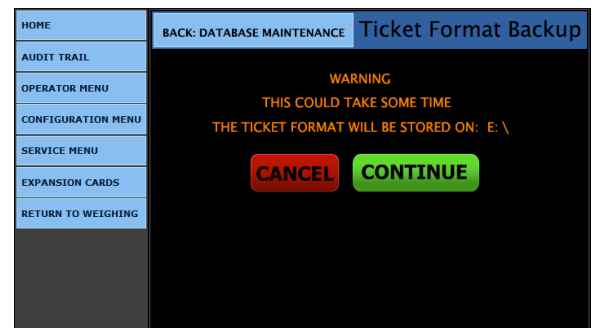 HOME
AUDIT TRAIL
OPERATOR MENU
CONFIGURATION MENU
SERVICE MENU
EXPANSION CARDS
RETURN TO WEIGHING
BACK: DATABASE MAINTENANCE
Ticket Format Backup
WARNING
THIS COULD TAKE SOME TIME
THE TICKET FORMAT WILL BE STORED ON: E: \
CANCEL
CONTINUE